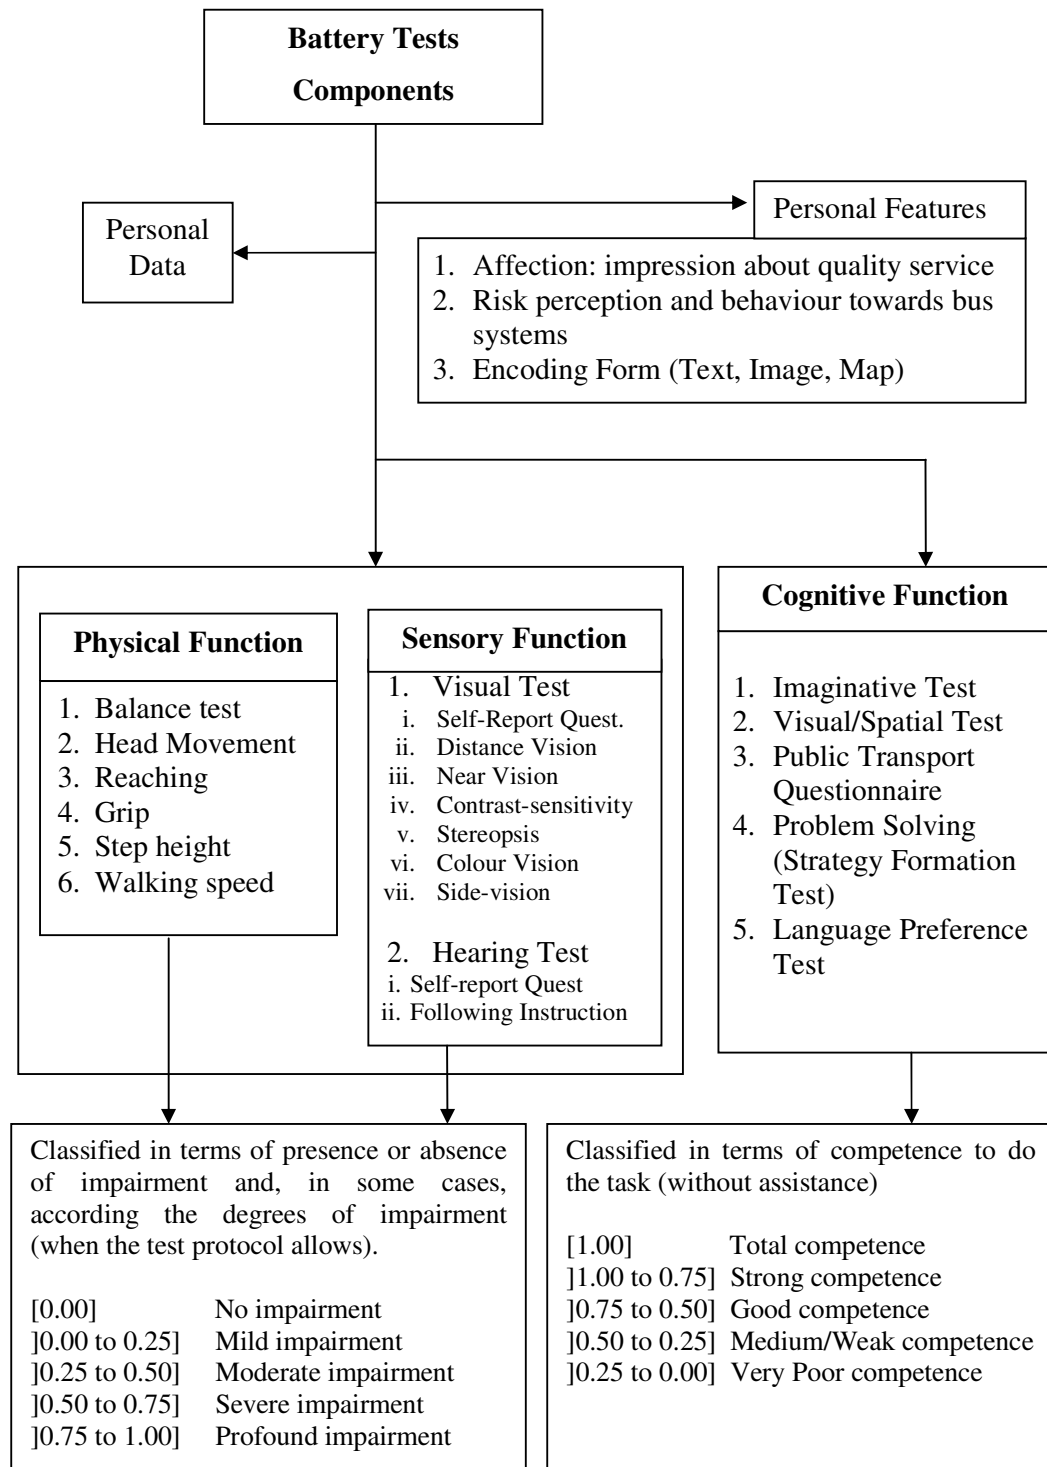 Battery Tests
Components
Personal
Data
Personal Features
1. Affection: impression about quality service
2. Risk perception and behaviour towards bus
systems
3. Encoding Form (Text, Image, Map)
Physical Function
1. Balance test
2. Head Movement
3. Reaching
4. Grip
5. Step height
6. Walking speed
Sensory Function
1. Visual Test
i. Self-Report Quest.
ii. Distance Vision
iii. Near Vision
iv. Contrast-sensitivity
v. Stereopsis
vi. Colour Vision
vii. Side-vision
2. Hearing Test
i. Self-report Quest
ii. Following Instruction
Cognitive Function
1. Imaginative Test
2. Visual/Spatial Test
3. Public Transport
Questionnaire
4. Problem Solving
(Strategy Formation
Test)
5. Language Preference
Test
Classified in terms of presence or absence
of impairment and, in some cases,
according the degrees of impairment
(when the test protocol allows).
[0.00] No impairment
]0.00 to 0.25] Mild impairment
]0.25 to 0.50] Moderate impairment
]0.50 to 0.75] Severe impairment
]0.75 to 1.00] Profound impairment
Classified in terms of competence to do
the task (without assistance)
[1.00] Total competence
]1.00 to 0.75] Strong competence
]0.75 to 0.50] Good competence
]0.50 to 0.25] Medium/Weak competence
]0.25 to 0.00] Very Poor competence